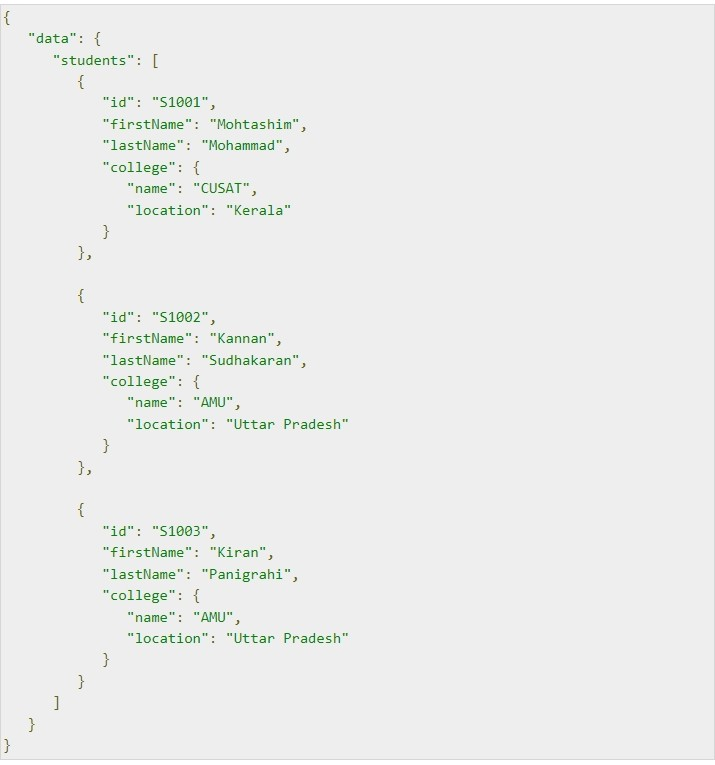 {
   "data": {
      "students": [
         {
            "id": "S1001",
            "firstName": "Mohtashim",
            "lastName": "Mohammad",
            "college": {
               "name": "CUSAT",
               "location": "Kerala"
            }
         },
         {
            "id": "S1002",
            "firstName": "Kannan",
            "lastName": "Sudhakaran",
            "college": {
               "name": "AMU",
               "location": "Uttar Pradesh"
            }
         },
         {
            "id": "S1003",
            "firstName": "Kiran",
            "lastName": "Panigrahi",
            "college": {
               "name": "AMU",
               "location": "Uttar Pradesh"
            }
         }
      ]
   }
}